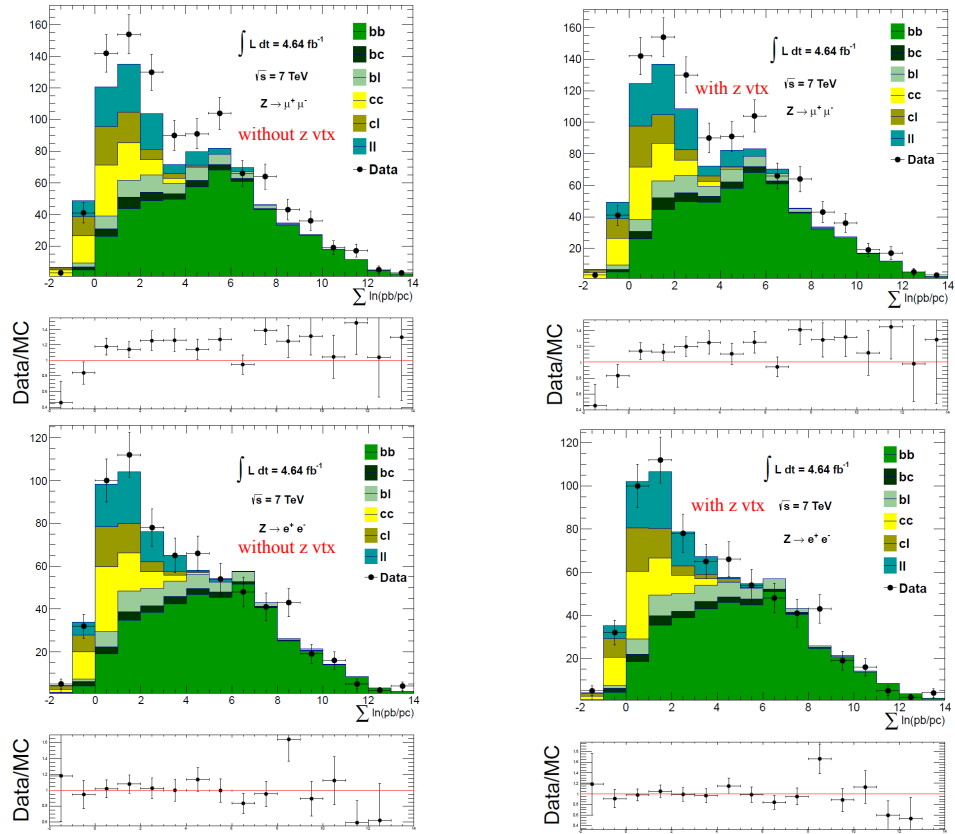 160
140
120
100
80
60
40
20
-2 0 2 4 6 8 10 12 14
∑ ln(pb/pc)
∫ L dt = 4.64 fb⁻¹
√s = 7 TeV
Z → μ⁺ μ⁻
without z vtx
bb
bc
bl
cc
cl
ll
Data
Data/MC
160
140
120
100
80
60
40
20
-2 0 2 4 6 8 10 12 14
∑ ln(pb/pc)
∫ L dt = 4.64 fb⁻¹
√s = 7 TeV
with z vtx
Z → μ⁺ μ⁻
bb
bc
bl
cc
cl
ll
Data
Data/MC
120
100
80
60
40
20
-2 0 2 4 6 8 10 12 14
∑ ln(pb/pc)
∫ L dt = 4.64 fb⁻¹
√s = 7 TeV
Z → e⁺ e⁻
without z vtx
bb
bc
bl
cc
cl
ll
Data
Data/MC
120
100
80
60
40
20
-2 0 2 4 6 8 10 12 14
∑ ln(pb/pc)
∫ L dt = 4.64 fb⁻¹
with z vtx
√s = 7 TeV
Z → e⁺ e⁻
bb
bc
bl
cc
cl
ll
Data
Data/MC